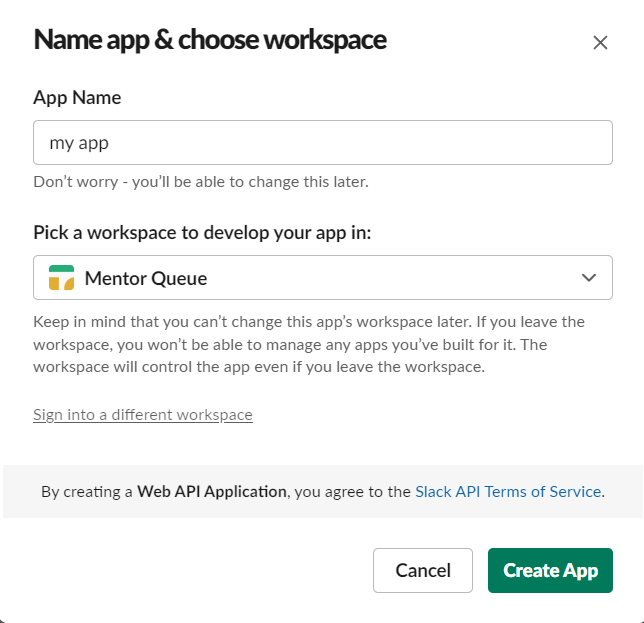 Name app & choose workspace
App Name
my app
Don’t worry - you’ll be able to change this later.
Pick a workspace to develop your app in:
Mentor Queue
Keep in mind that you can’t change this app’s workspace later. If you leave the
workspace, you won’t be able to manage any apps you’ve built for it. The
workspace will control the app even if you leave the workspace.
Sign into a different workspace
By creating a Web API Application, you agree to the Slack API Terms of Service.
Cancel
Create App